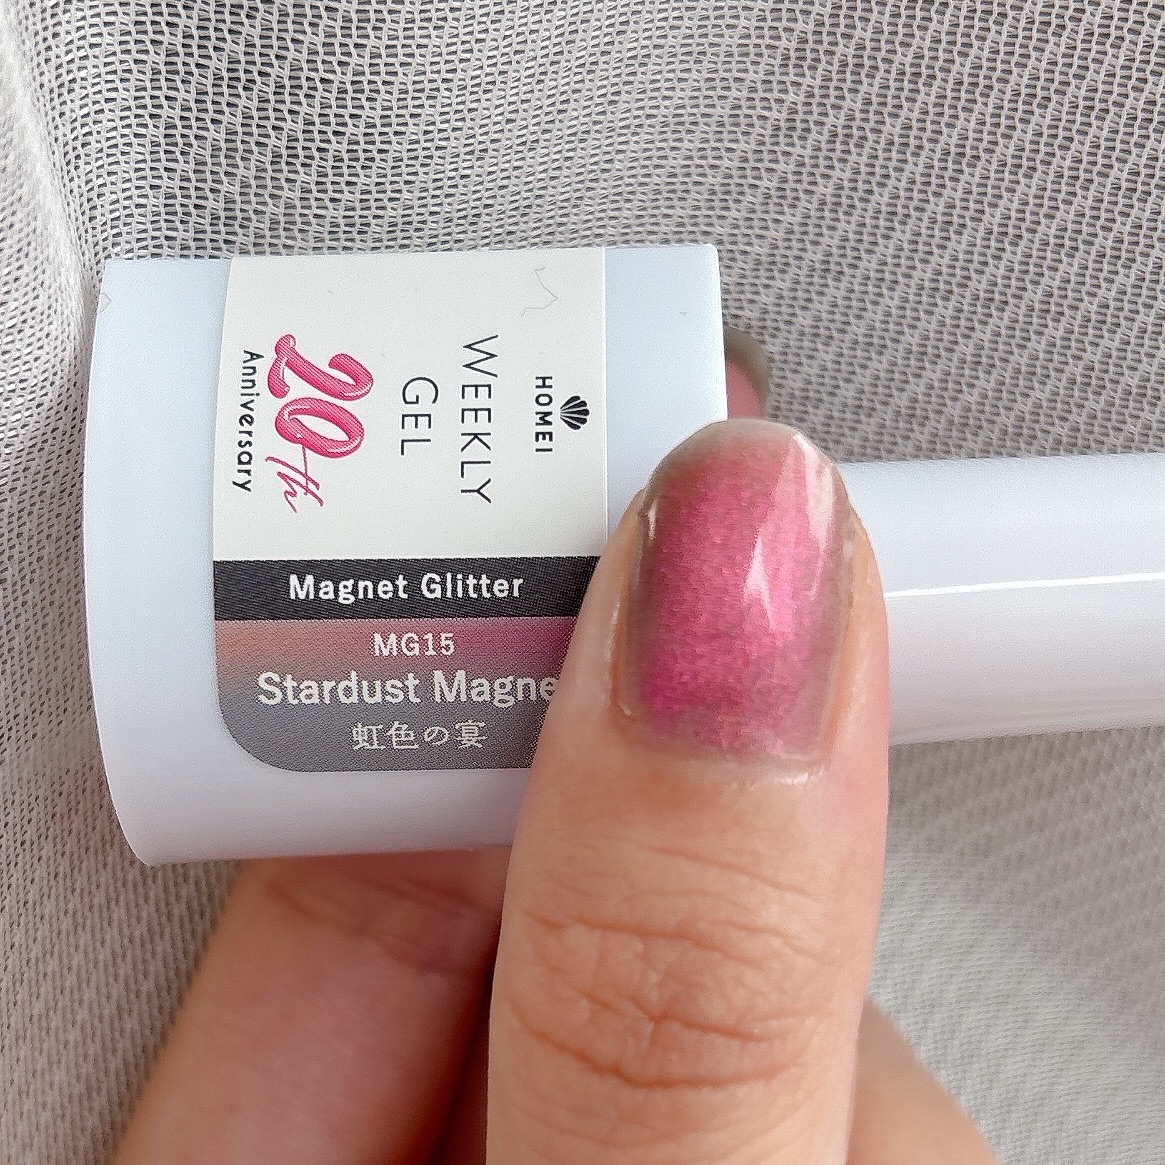 HOMEI
WEEKLY
GEL
20th
Anniversary
Magnet Glitter
MG15
Stardust Magne
虹色の宴